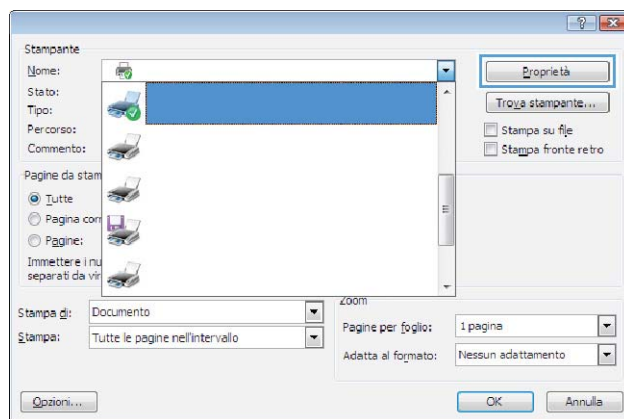 Stampante
Nome:
Proprietà
Stato:
Tipo:
Trova stampante...
Percorso:
Stampa su file
Commento:
Stampa fronte retro
Pagine da stam
Tutte
Pagina corr
Pagine:
Immettere i nu
separati da vir
Zoom
Stampa di: Documento
Pagine per foglio: 1 pagina
Stampa: Tutte le pagine nell'intervallo
Adatta al formato: Nessun adattamento
Opzioni...
OK
Annulla